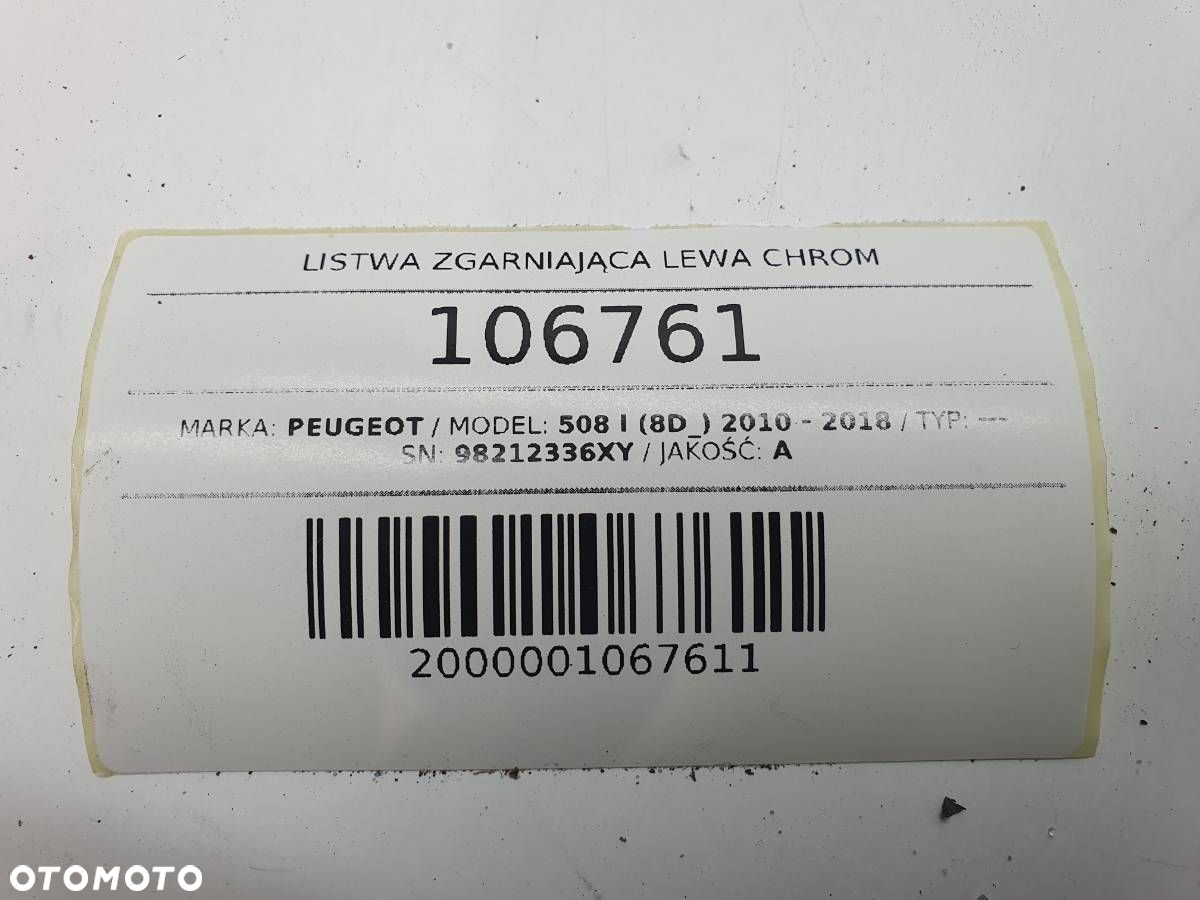 LISTWA ZGARNIAJĄCA LEWA CHROM
106761
MARKA: PEUGEOT / MODEL: 508 I (8D_) 2010 - 2018 / TYP: ---
SN: 98212336XY / JAKOŚĆ: A
2000001067611
OTOMOTO